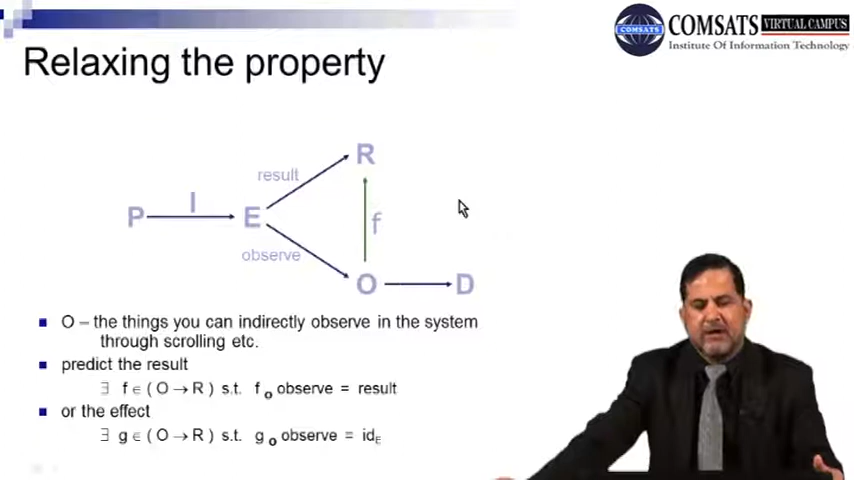 COMSATS
COMSATS VIRTUAL CAMPUS
Institute Of Information Technology
Relaxing the property
R
result
P
I
E
f
observe
O
D
O – the things you can indirectly observe in the system
through scrolling etc.
predict the result
∃ f ∈ ( O → R ) s.t. f o observe = result
or the effect
∃ g ∈ ( O → R ) s.t. g o observe = idE